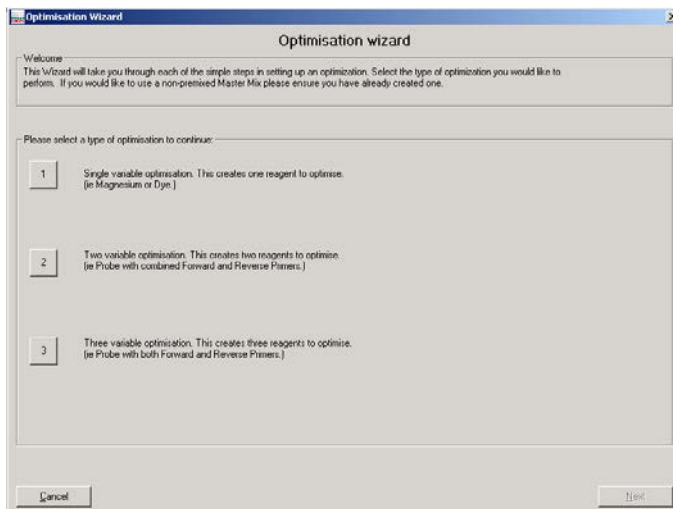 Optimisation Wizard
Optimisation wizard
Welcome
This Wizard will take you through each of the simple steps in setting up an optimization. Select the type of optimization you would like to
perform. If you would like to use a non-premixed Master Mix please ensure you have already created one.
Please select a type of optimisation to continue:
1
Single variable optimisation. This creates one reagent to optimise.
(ie Magnesium or Dye.)
2
Two variable optimisation. This creates two reagents to optimise.
(ie Probe with combined Forward and Reverse Primers.)
3
Three variable optimisation. This creates three reagents to optimise.
(ie Probe with both Forward and Reverse Primers.)
Cancel
Next